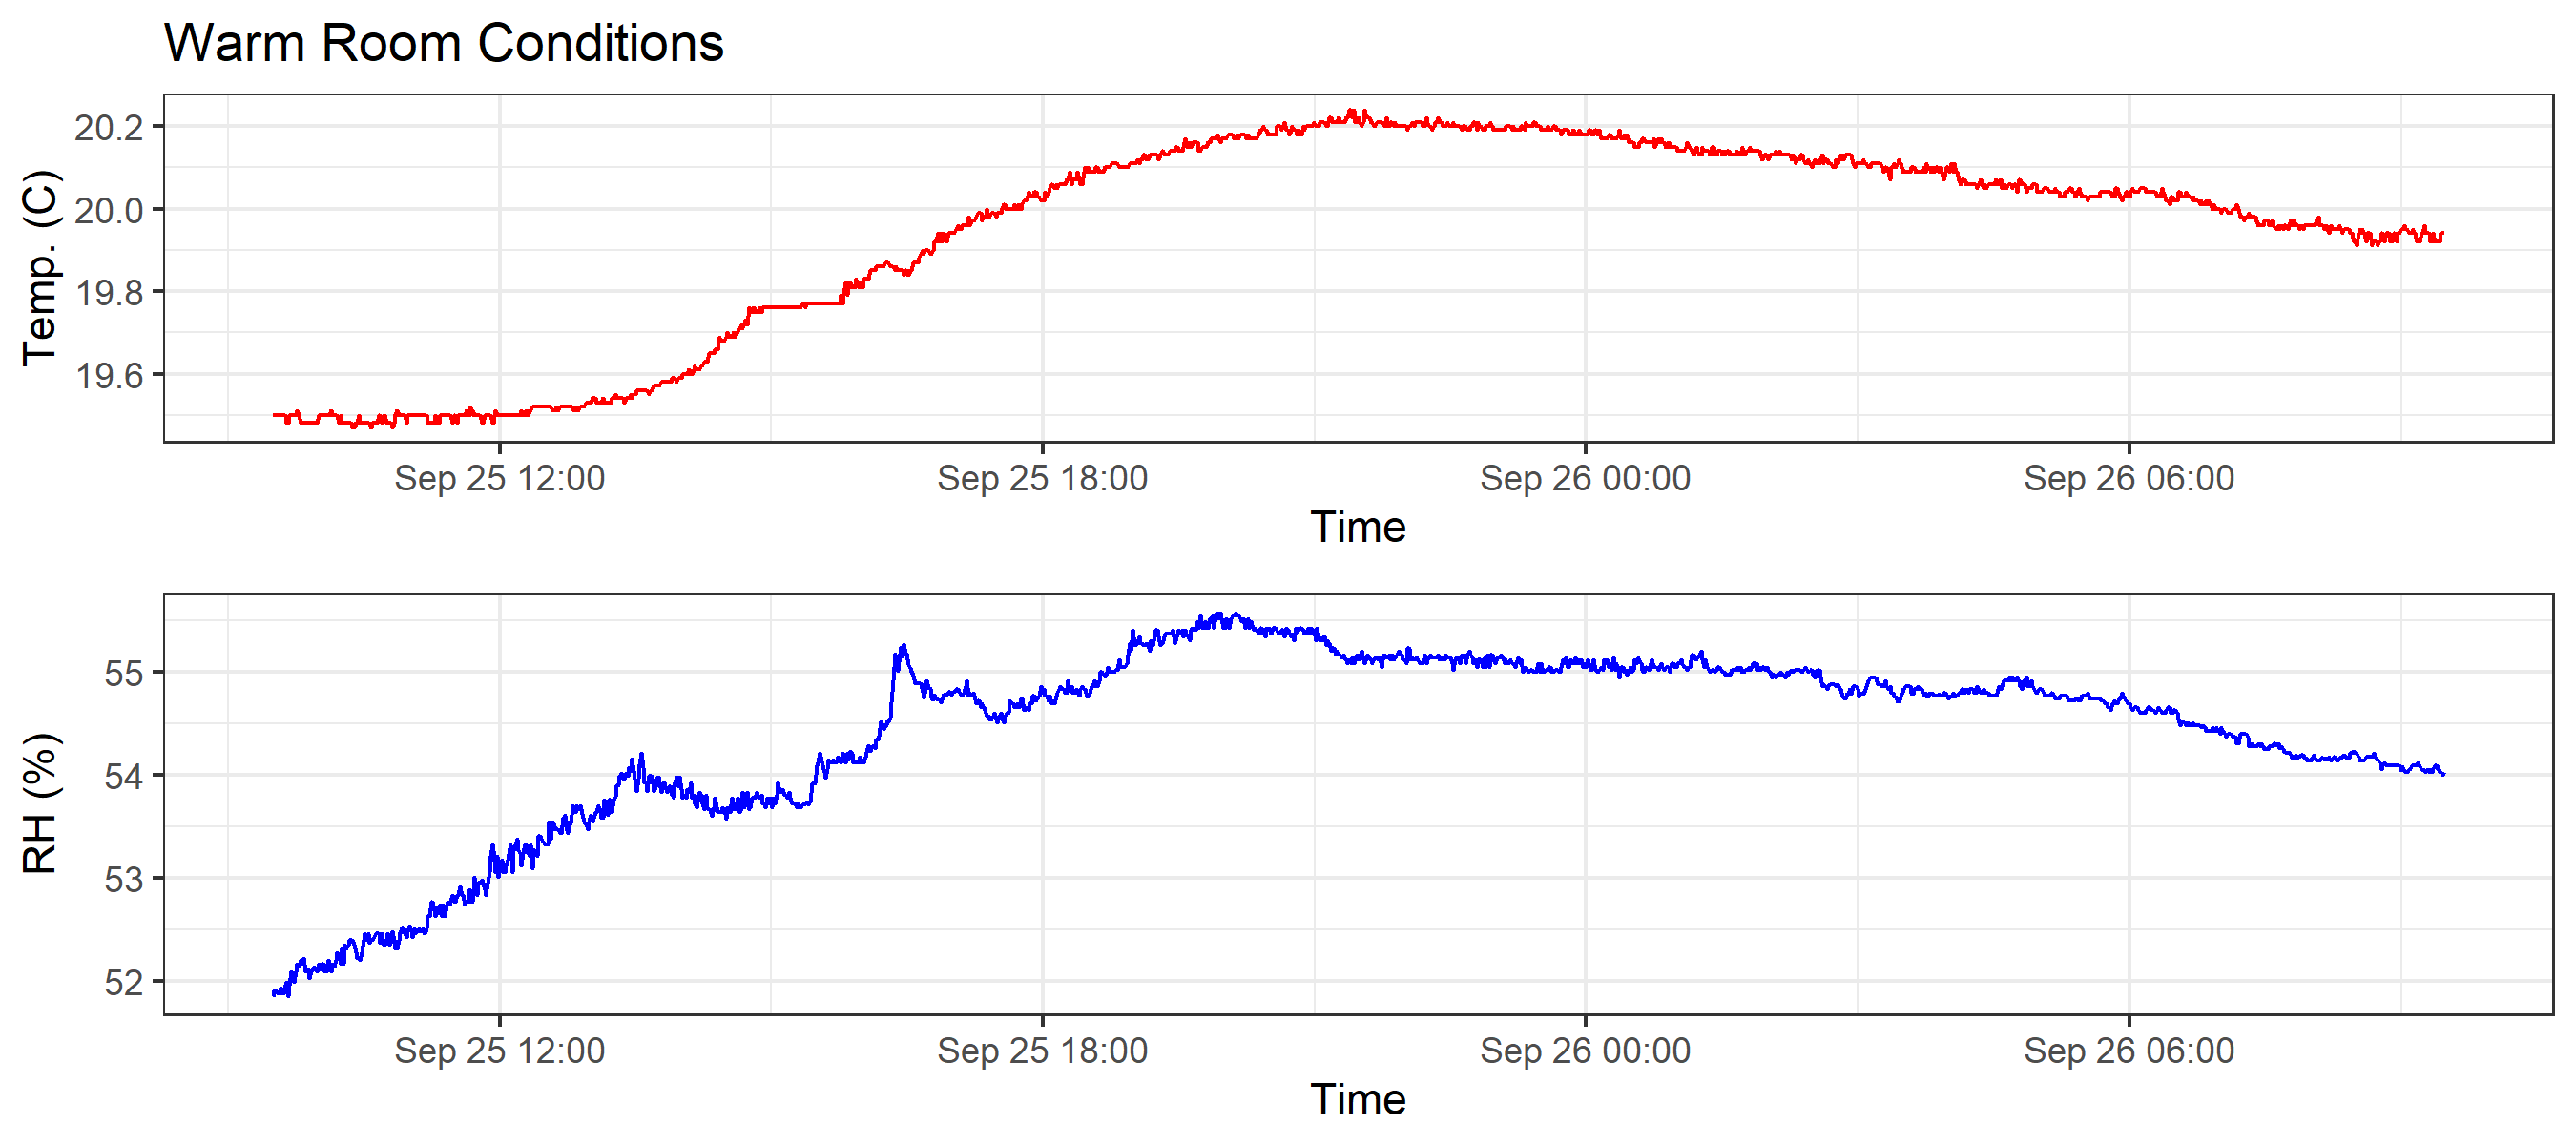 Warm Room Conditions
Temp. (C)
20.2
20.0
19.8
19.6
Sep 25 12:00 Sep 25 18:00 Sep 26 00:00 Sep 26 06:00
Time
RH (%)
55
54
53
52
Sep 25 12:00 Sep 25 18:00 Sep 26 00:00 Sep 26 06:00
Time